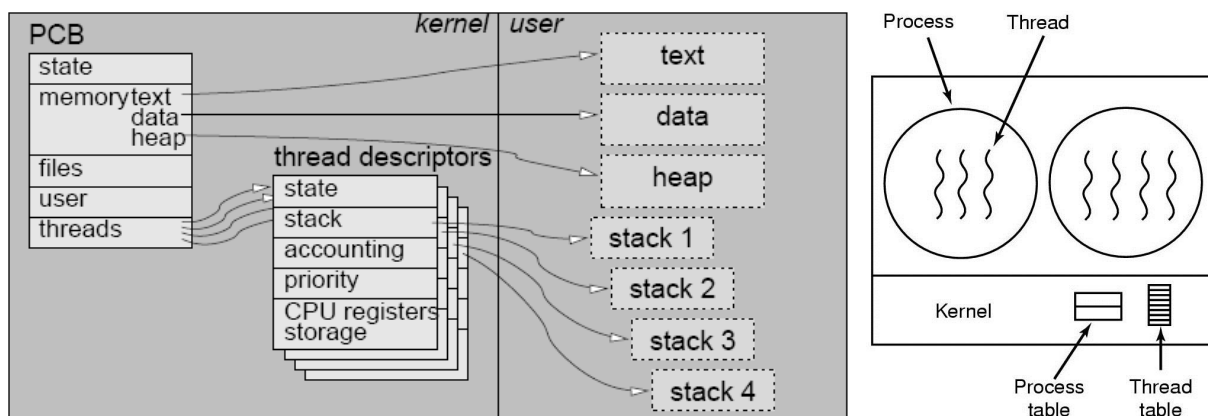 kernel user
PCB
state
memory text
data
heap
files
user
threads
thread descriptors
state
stack
accounting
priority
CPU registers
storage
text
data
heap
stack 1
stack 2
stack 3
stack 4
Process
Thread
Kernel
Process
table
Thread
table